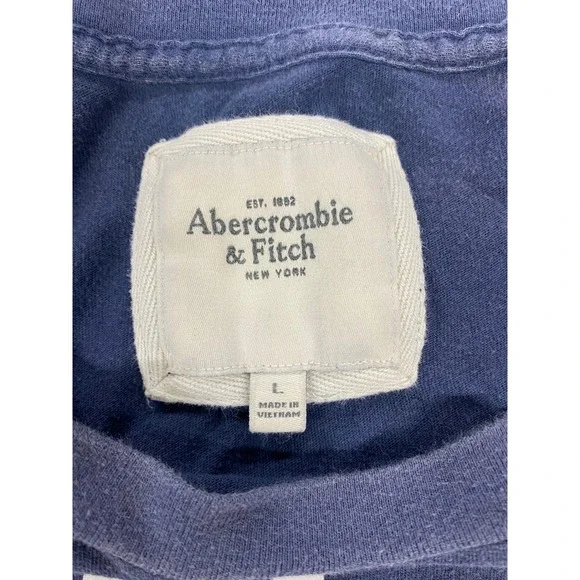 EST. 1892
Abercrombie
& Fitch
NEW YORK
L
MADE IN
VIETNAM